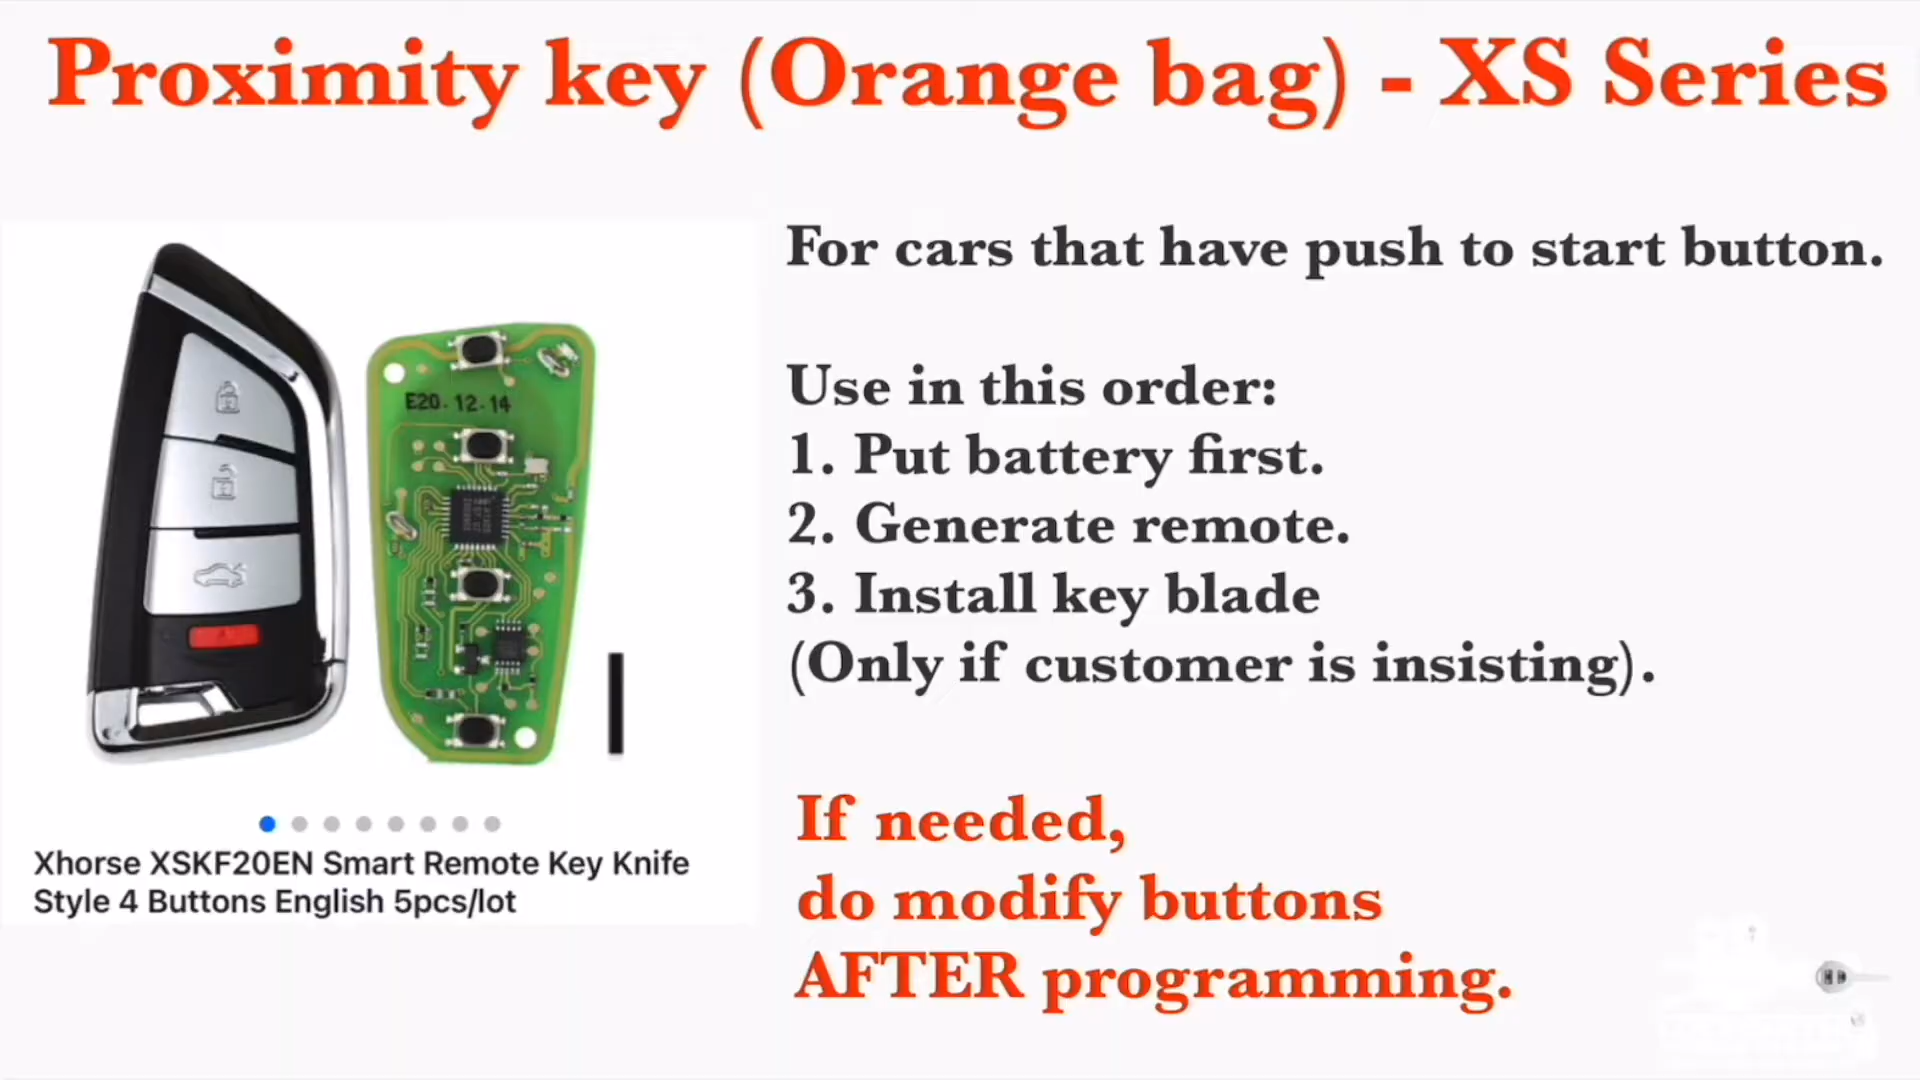 Proximity key (Orange bag) - XS Series
For cars that have push to start button.
Use in this order:
1. Put battery first.
2. Generate remote.
3. Install key blade
(Only if customer is insisting).
E20.12.14
Xhorse XSKF20EN Smart Remote Key Knife
Style 4 Buttons English 5pcs/lot
If needed,
do modify buttons
AFTER programming.